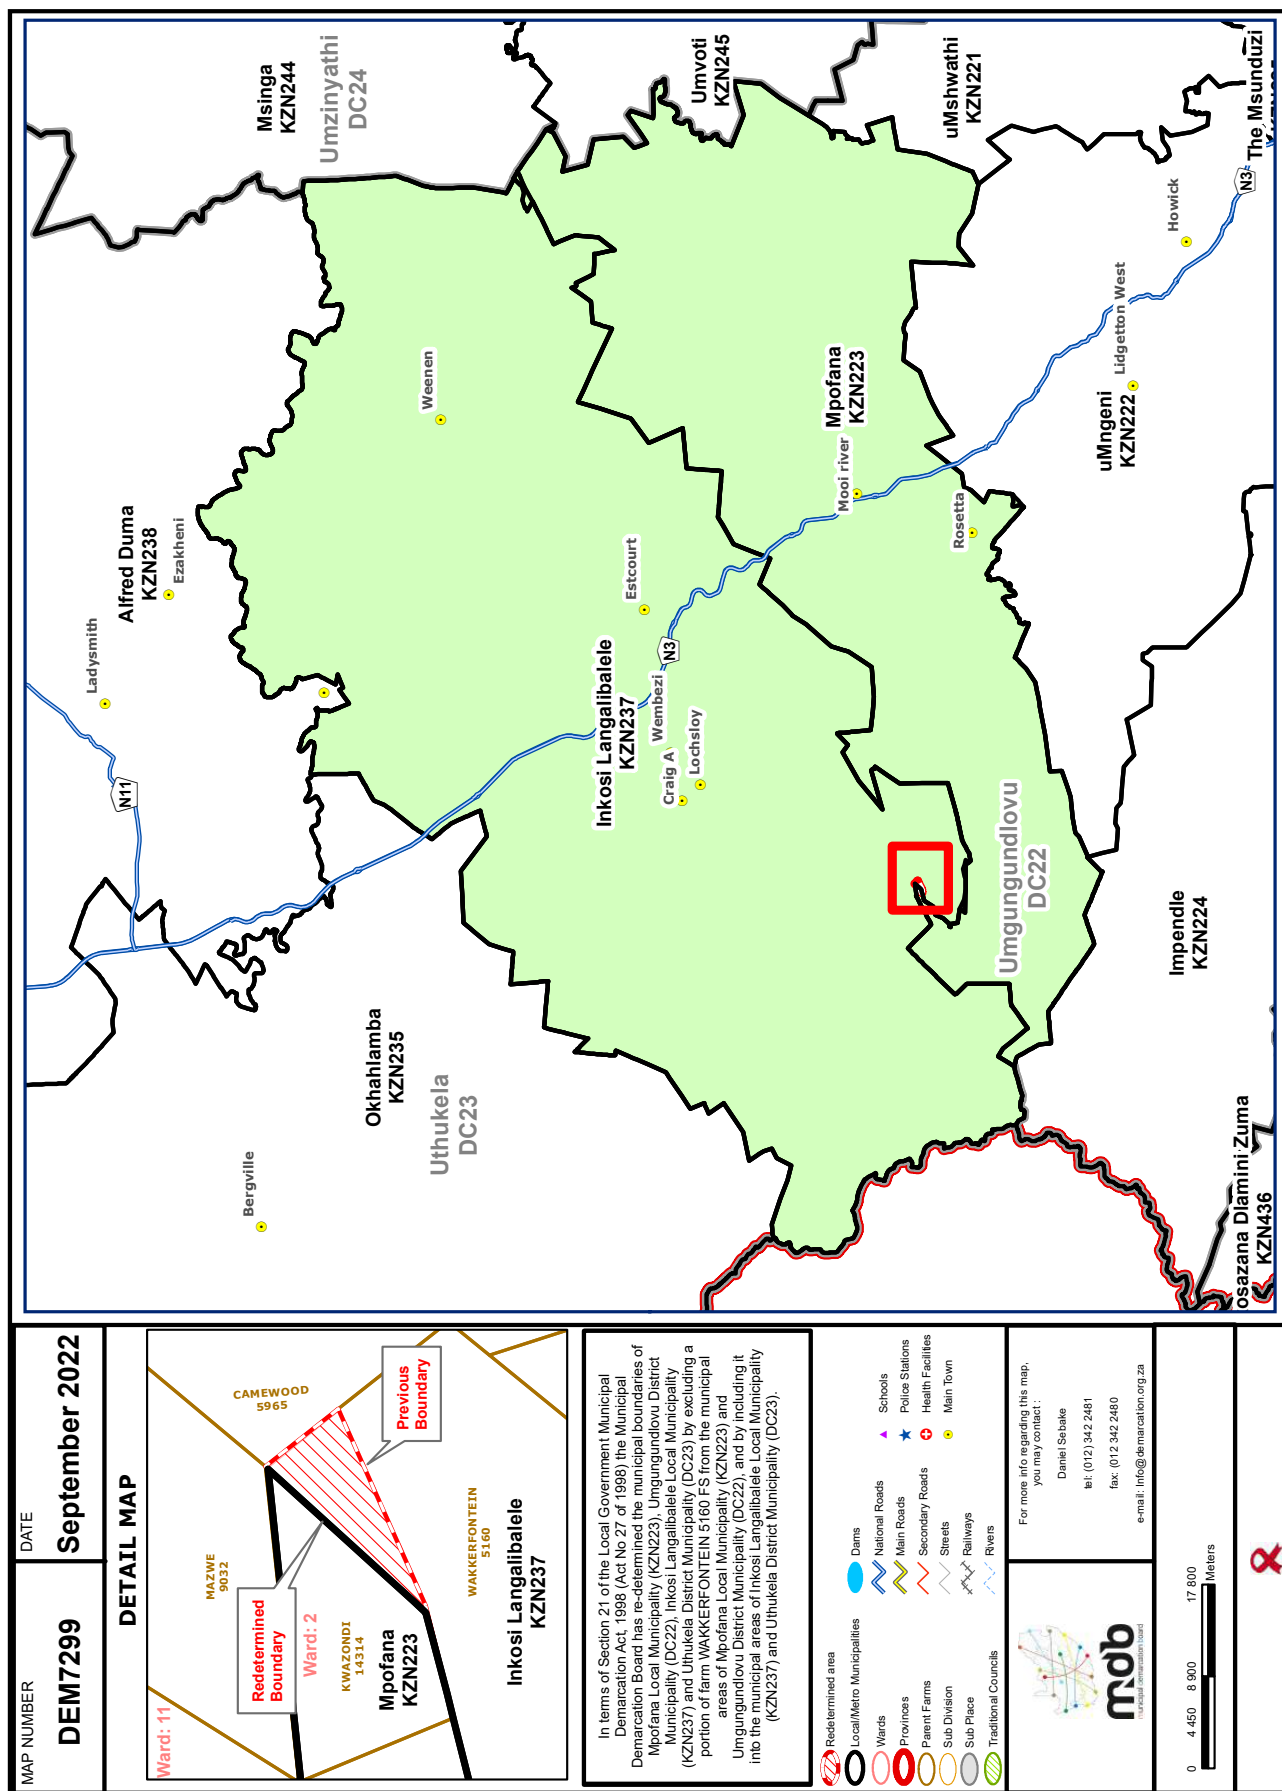 MAP NUMBER
DEM7299
DATE
September 2022
DETAIL MAP
Ward: 11
MAZWE
9032
CAMEWOOD
5965
Redetermined
Boundary
Ward: 2
KWAZONDI
14314
Mpofana
KZN223
Previous
Boundary
WAKKERFONTEIN
5160
Inkosi Langalibalele
KZN237
In terms of Section 21 of the Local Government Municipal
Demarcation Act, 1998 (Act No 27 of 1998) the Municipal
Demarcation Board has re-determined the municipal boundaries of
Mpofana Local Municipality (KZN223), Umgungundlovu District
Municipality (DC22), Inkosi Langalibalele Local Municipality
(KZN237) and Uthukela District Municipality (DC23) by excluding a
portion of farm WAKKERFONTEIN 5160 FS from the municipal
areas of Mpofana Local Municipality (KZN223) and
Umgungundlovu District Municipality (DC22), and by including it
into the municipal areas of Inkosi Langalibalele Local Municipality
(KZN237) and Uthukela District Municipality (DC23).
Redetermined area
Local/Metro Municipalities
Wards
Provinces
Parent Farms
Sub Division
Sub Place
Traditional Councils
Dams
National Roads
Main Roads
Secondary Roads
Streets
Railways
Rivers
Schools
Police Stations
Health Facilities
Main Town
mdb
municipal demarcation board
For more info regarding this map,
you may contact :
Daniel Sebake
tel: (012) 342 2481
fax: (012 342 2480
e-mail: Info@demarcation.org.za
0 4 450 8 900 17 800
Meters
Msinga
KZN244
Umzinyathi
DC24
Umvoti
KZN245
uMshwathi
KZN221
The Msunduzi
N3
Howick
Lidgetton West
uMngeni
KZN222
Weenen
Mpofana
KZN223
Mooi river
Rosetta
Alfred Duma
KZN238
Ezakheni
Ladysmith
N11
Estcourt
N3
Inkosi Langalibalele
KZN237
Wembezi
Craig A
Lochsloy
Umgungundlovu
DC22
Impendle
KZN224
Okhahlamba
KZN235
Uthukela
DC23
Bergville
osazana Dlamini Zuma
KZN436